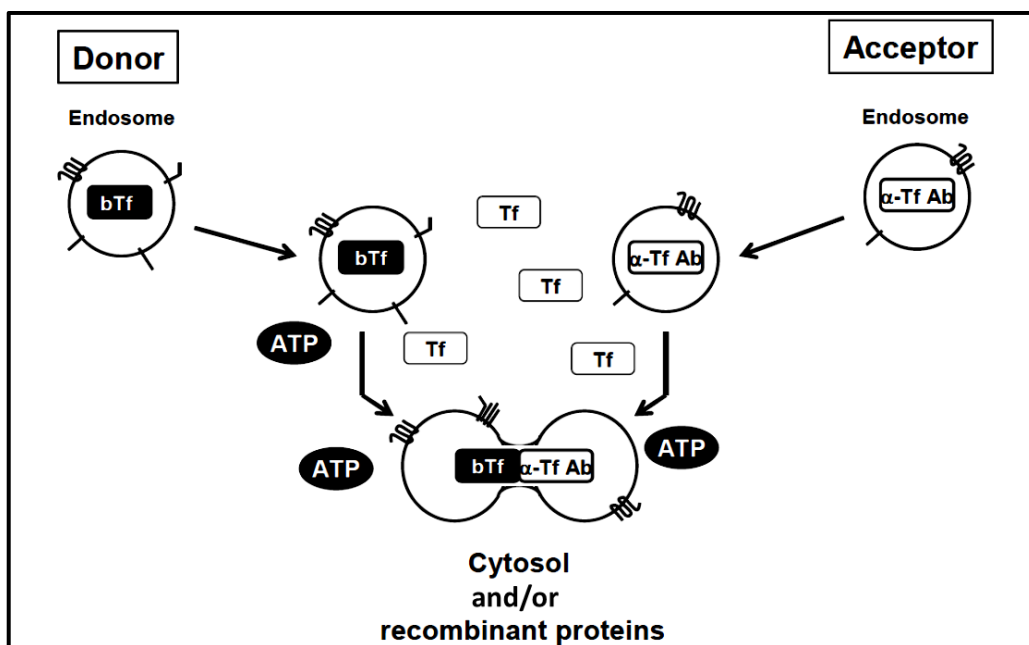 Donor
Acceptor
Endosome
Endosome
bTf
α-Tf Ab
Tf
bTf
α-Tf Ab
Tf
ATP
Tf
Tf
ATP
bTf
α-Tf Ab
ATP
Cytosol
and/or
recombinant proteins